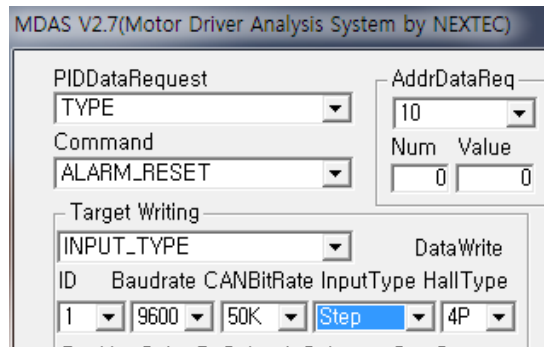 MDAS V2.7(Motor Driver Analysis System by NEXTEC)
PIDDataRequest
TYPE
AddrDataReq
10
Command
ALARM_RESET
Num Value
0 0
Target Writing
INPUT_TYPE
DataWrite
ID Baudrate CANBitRate InputType HallType
1 9600 50K Step 4P